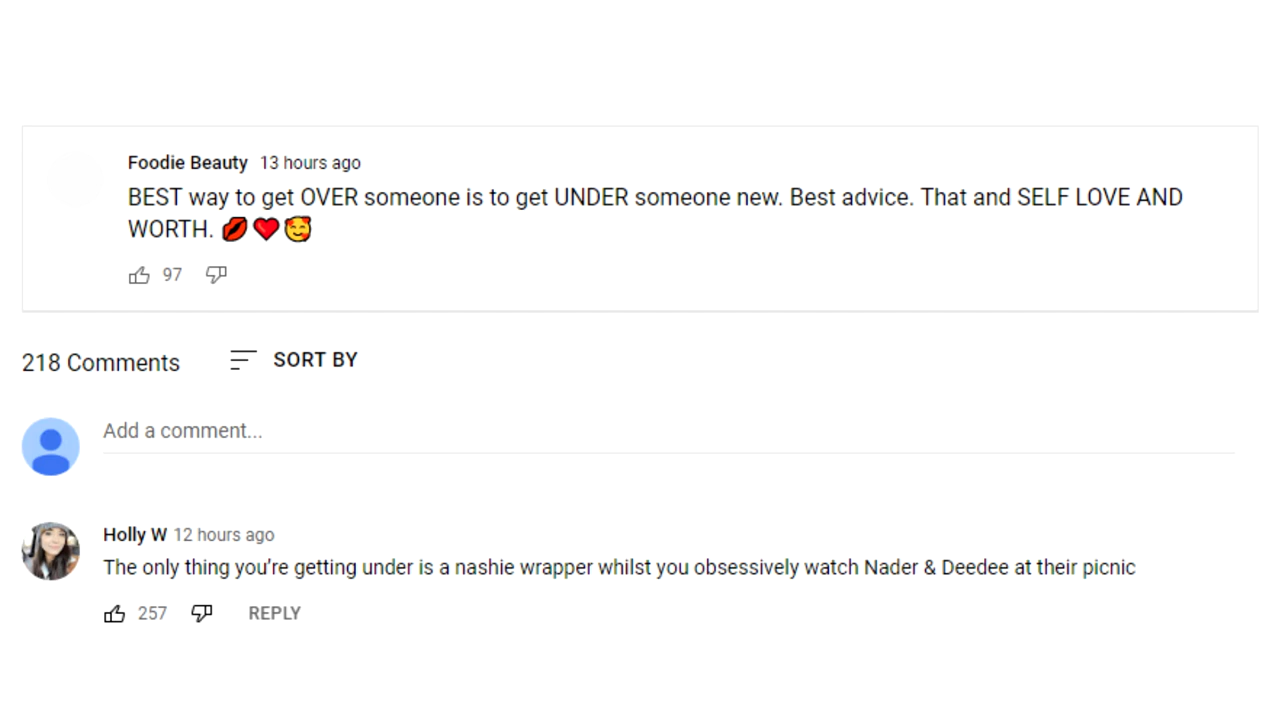 Foodie Beauty 13 hours ago
BEST way to get OVER someone is to get UNDER someone new. Best advice. That and SELF LOVE AND
WORTH. 💋❤️🥰
97
218 Comments SORT BY
Add a comment...
Holly W 12 hours ago
The only thing you're getting under is a nashie wrapper whilst you obsessively watch Nader & Deedee at their picnic
257 REPLY